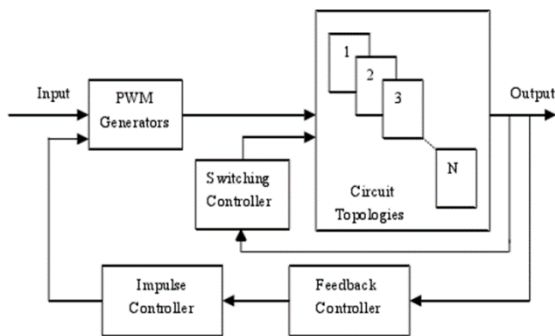 Input
PWM
Generators
1
2
3
N
Circuit
Topologies
Output
Switching
Controller
Impulse
Controller
Feedback
Controller